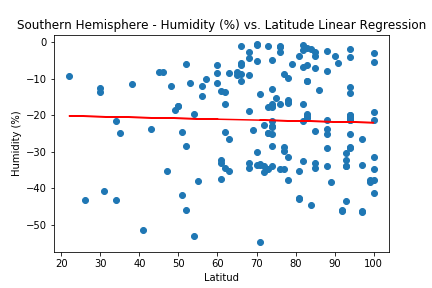 Southern Hemisphere - Humidity (%) vs. Latitude Linear Regression
0
−10
−20
−30
−40
−50
Humidity (%)
20 30 40 50 60 70 80 90 100
Latitud